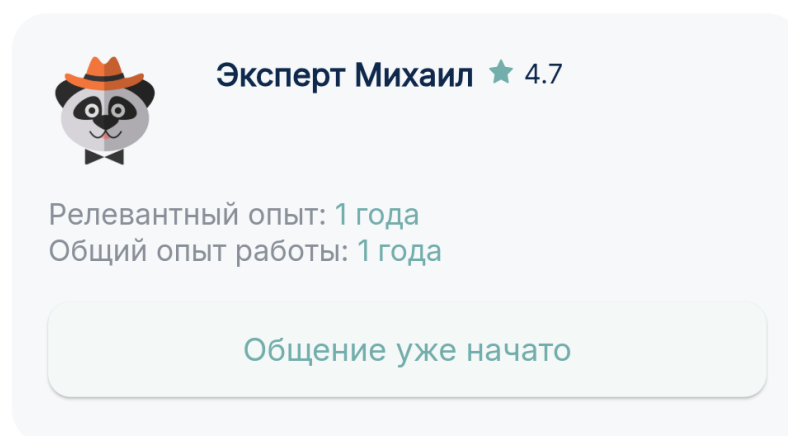 Эксперт Михаил 4.7
Релевантный опыт: 1 года
Общий опыт работы: 1 года
Общение уже начато